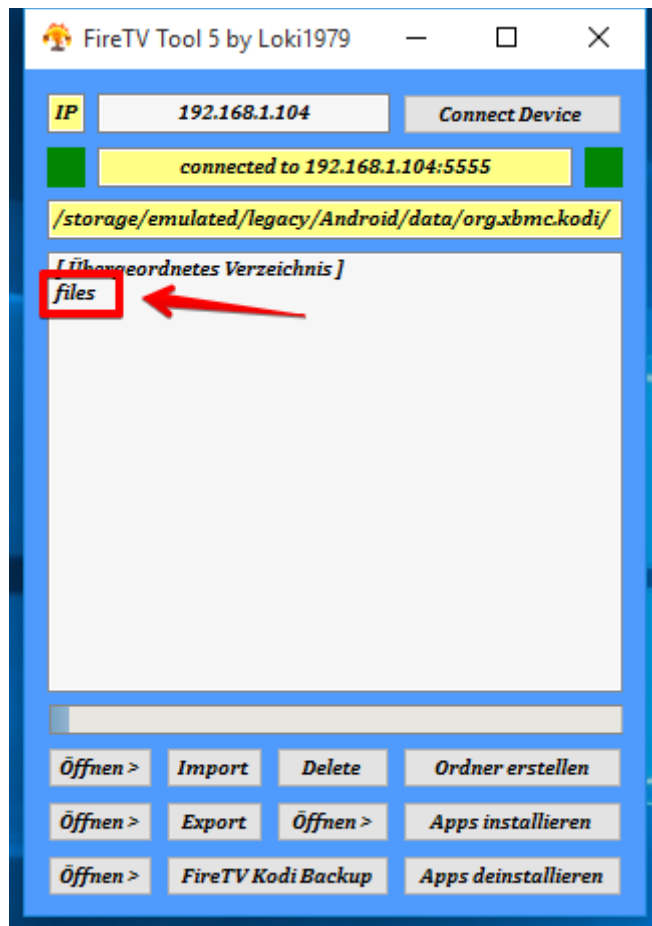 FireTV Tool 5 by Loki1979
IP 192.168.1.104 Connect Device
connected to 192.168.1.104:5555
/storage/emulated/legacy/Android/data/org.xbmc.kodi/
[ Übergeordnetes Verzeichnis ]
files
Öffnen > Import Delete Ordner erstellen
Öffnen > Export Öffnen > Apps installieren
Öffnen > FireTV Kodi Backup Apps deinstallieren